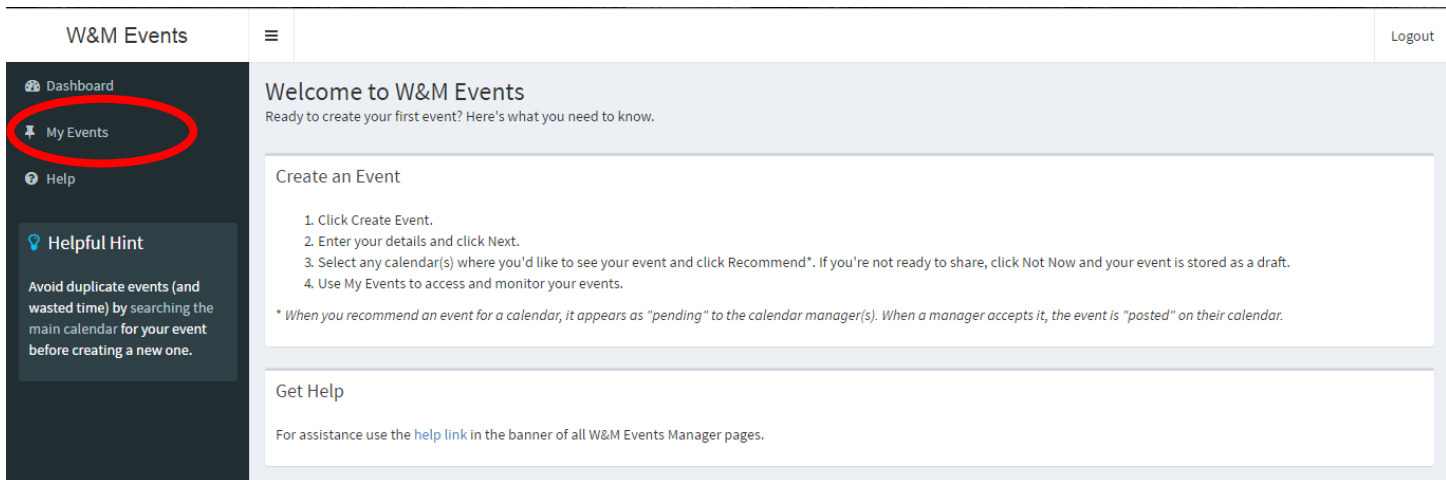 W&M Events
Logout
Dashboard
My Events
Help
Helpful Hint
Avoid duplicate events (and
wasted time) by searching the
main calendar for your event
before creating a new one.
Welcome to W&M Events
Ready to create your first event? Here's what you need to know.
Create an Event
1. Click Create Event.
2. Enter your details and click Next.
3. Select any calendar(s) where you'd like to see your event and click Recommend*. If you're not ready to share, click Not Now and your event is stored as a draft.
4. Use My Events to access and monitor your events.
* When you recommend an event for a calendar, it appears as "pending" to the calendar manager(s). When a manager accepts it, the event is "posted" on their calendar.
Get Help
For assistance use the help link in the banner of all W&M Events Manager pages.